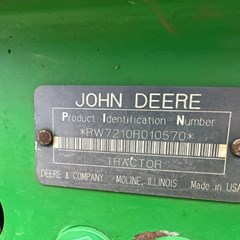 JOHN DEERE
Product Identification Number
*RW7210R010570*
TRACTOR
DEERE & COMPANY MOLINE, ILLINOIS Made in USA